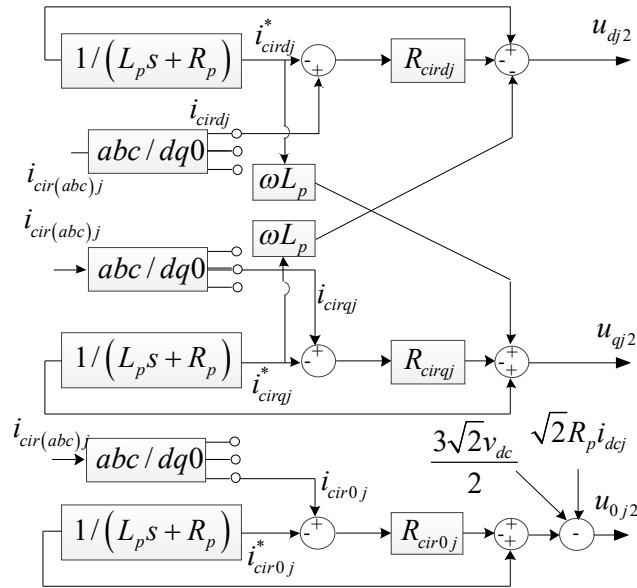 i*_{cirdj}
u_{dj2}
1/(L_p s + R_p)
-
+
R_{cirdj}
-
-
i_{cirdj}
abc/dq0
i_{cir(abc)j}
ωL_p
i_{cir(abc)j}
ωL_p
abc/dq0
i_{cirqj}
u_{qj2}
1/(L_p s + R_p)
+
-
R_{cirqj}
+
+
+
i*_{cirqj}
i_{cir(abc)j}
abc/dq0
3√2v_{dc}/2
√2R_p i_{dcj}
i_{cir0j}
u_{0j2}
1/(L_p s + R_p)
+
-
R_{cir0j}
+
+
-
i*_{cir0j}